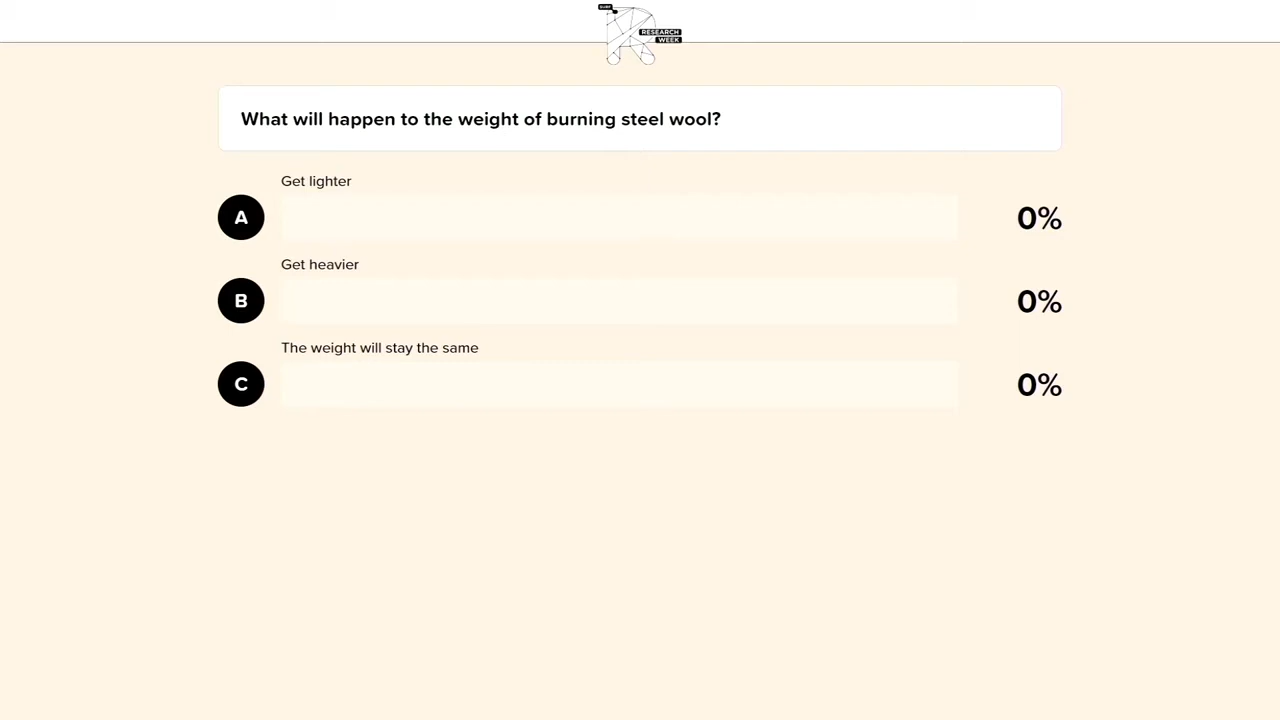 SURF
RESEARCH
WEEK
What will happen to the weight of burning steel wool?
Get lighter
A
0%
Get heavier
B
0%
The weight will stay the same
C
0%